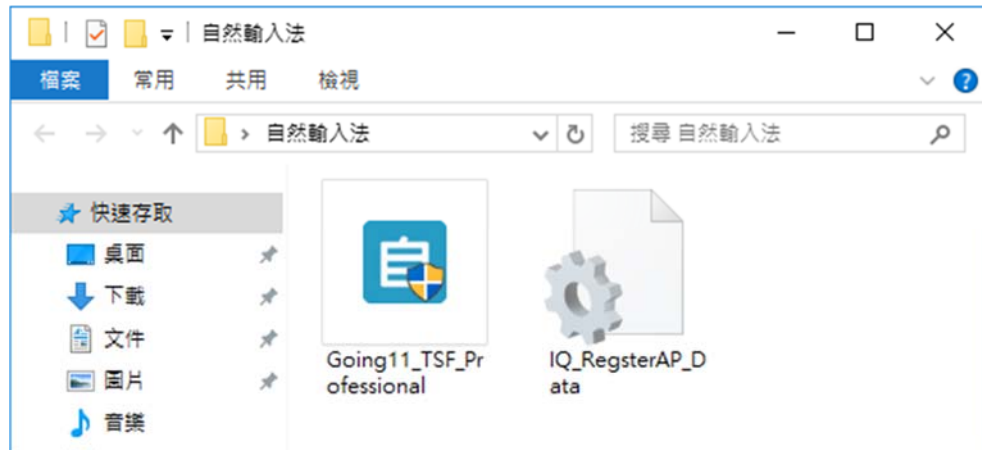 自然輸入法
檔案 常用 共用 檢視
自然輸入法 搜尋 自然輸入法
快速存取
桌面
下載
文件
圖片
音樂
自
Going11_TSF_Pr
ofessional
IQ_RegsterAP_D
ata